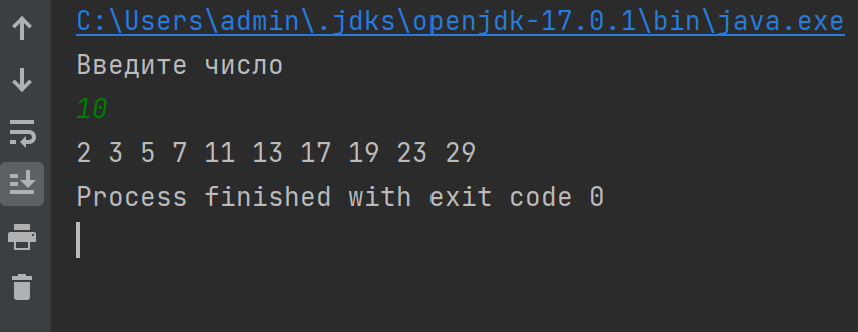 C:\Users\admin\.jdks\openjdk-17.0.1\bin\java.exe
Введите число
10
2 3 5 7 11 13 17 19 23 29
Process finished with exit code 0